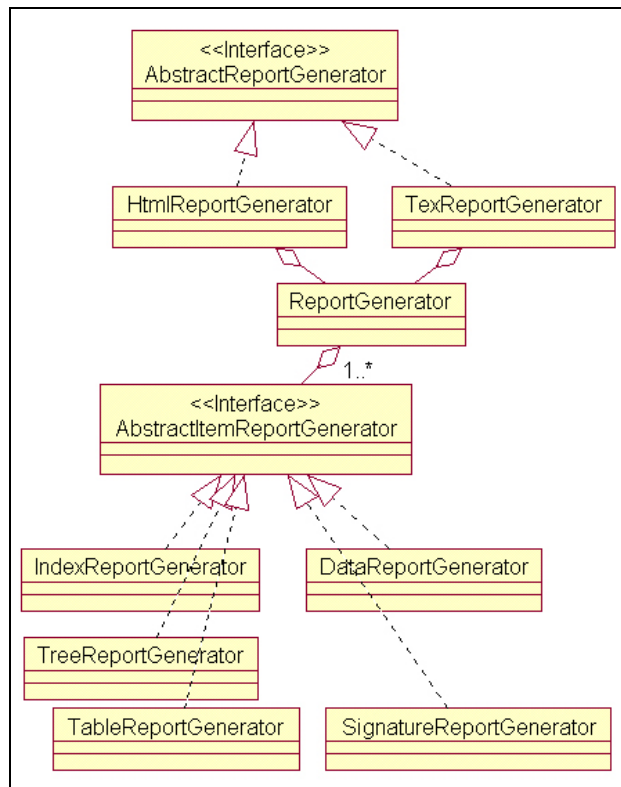 <<Interface>>
AbstractReportGenerator
HtmlReportGenerator
TexReportGenerator
ReportGenerator
1..*
<<Interface>>
AbstractItemReportGenerator
IndexReportGenerator
DataReportGenerator
TreeReportGenerator
TableReportGenerator
SignatureReportGenerator